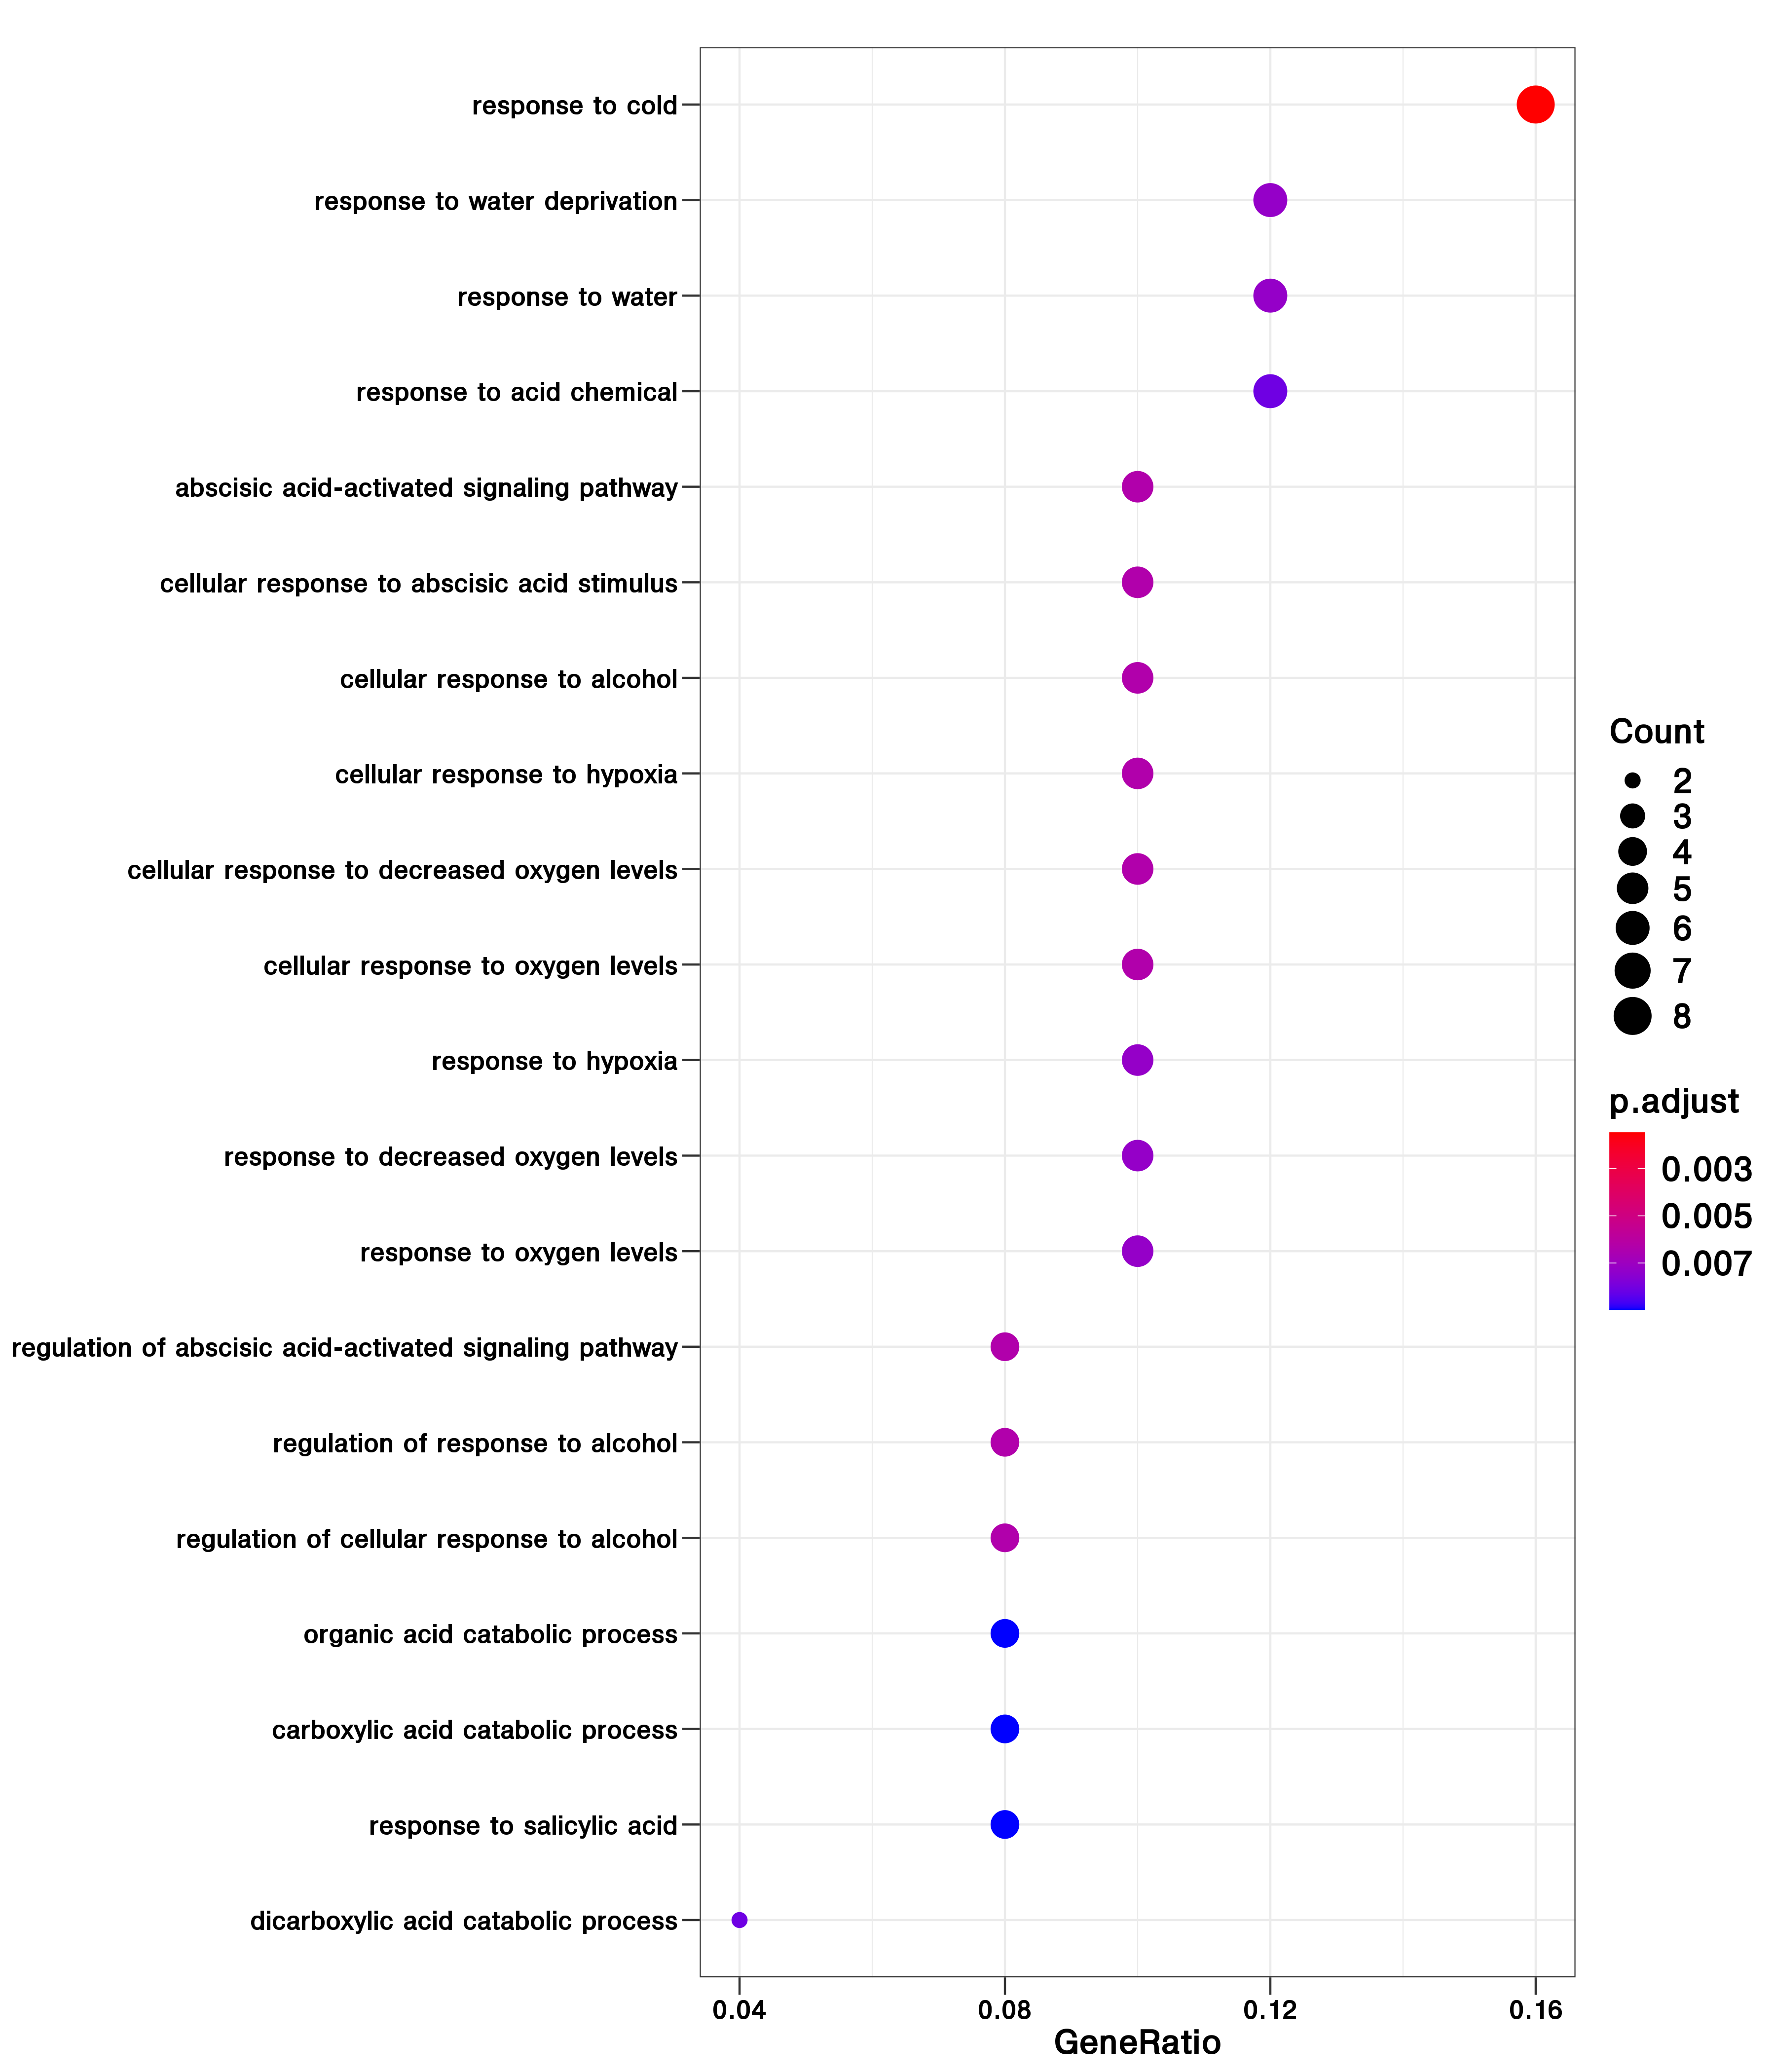 response to cold
response to water deprivation
response to water
response to acid chemical
abscisic acid-activated signaling pathway
cellular response to abscisic acid stimulus
cellular response to alcohol
cellular response to hypoxia
cellular response to decreased oxygen levels
cellular response to oxygen levels
response to hypoxia
response to decreased oxygen levels
response to oxygen levels
regulation of abscisic acid-activated signaling pathway
regulation of response to alcohol
regulation of cellular response to alcohol
organic acid catabolic process
carboxylic acid catabolic process
response to salicylic acid
dicarboxylic acid catabolic process
0.04 0.08 0.12 0.16
GeneRatio
Count
2
3
4
5
6
7
8
p.adjust
0.003
0.005
0.007